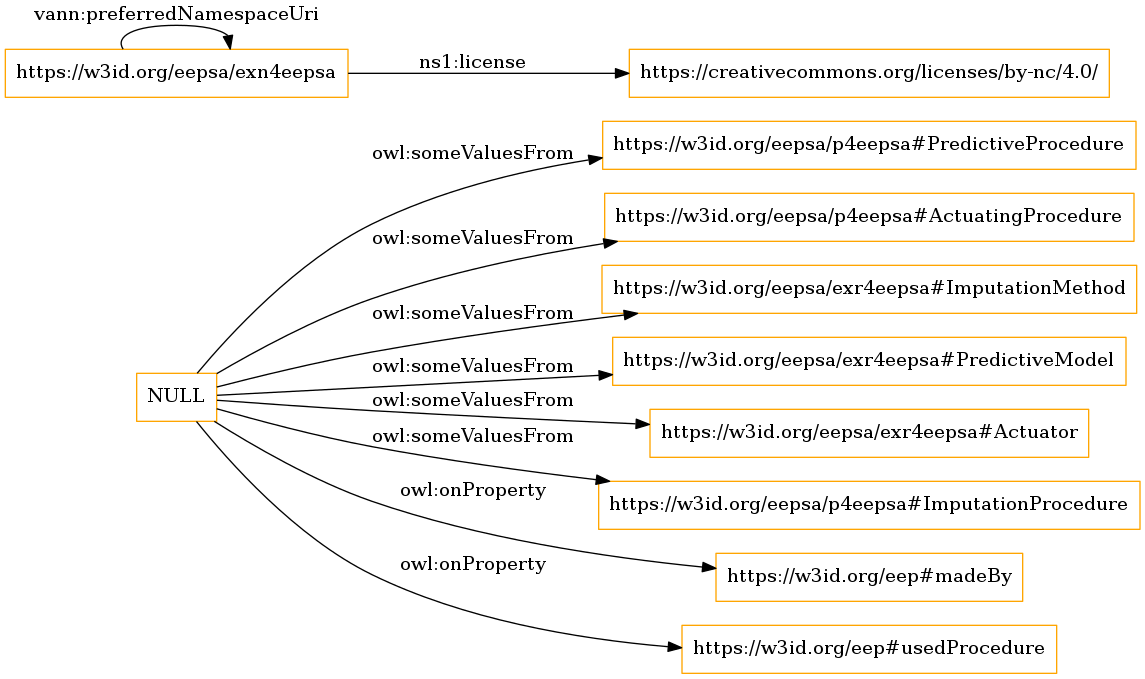 vann:preferredNamespaceUri
https://w3id.org/eepsa/exn4eepsa
ns1:license
https://creativecommons.org/licenses/by-nc/4.0/
owl:someValuesFrom
https://w3id.org/eepsa/p4eepsa#PredictiveProcedure
owl:someValuesFrom
https://w3id.org/eepsa/p4eepsa#ActuatingProcedure
owl:someValuesFrom
https://w3id.org/eepsa/exr4eepsa#ImputationMethod
owl:someValuesFrom
https://w3id.org/eepsa/exr4eepsa#PredictiveModel
NULL
owl:someValuesFrom
https://w3id.org/eepsa/exr4eepsa#Actuator
owl:someValuesFrom
https://w3id.org/eepsa/p4eepsa#ImputationProcedure
owl:onProperty
https://w3id.org/eep#madeBy
owl:onProperty
https://w3id.org/eep#usedProcedure